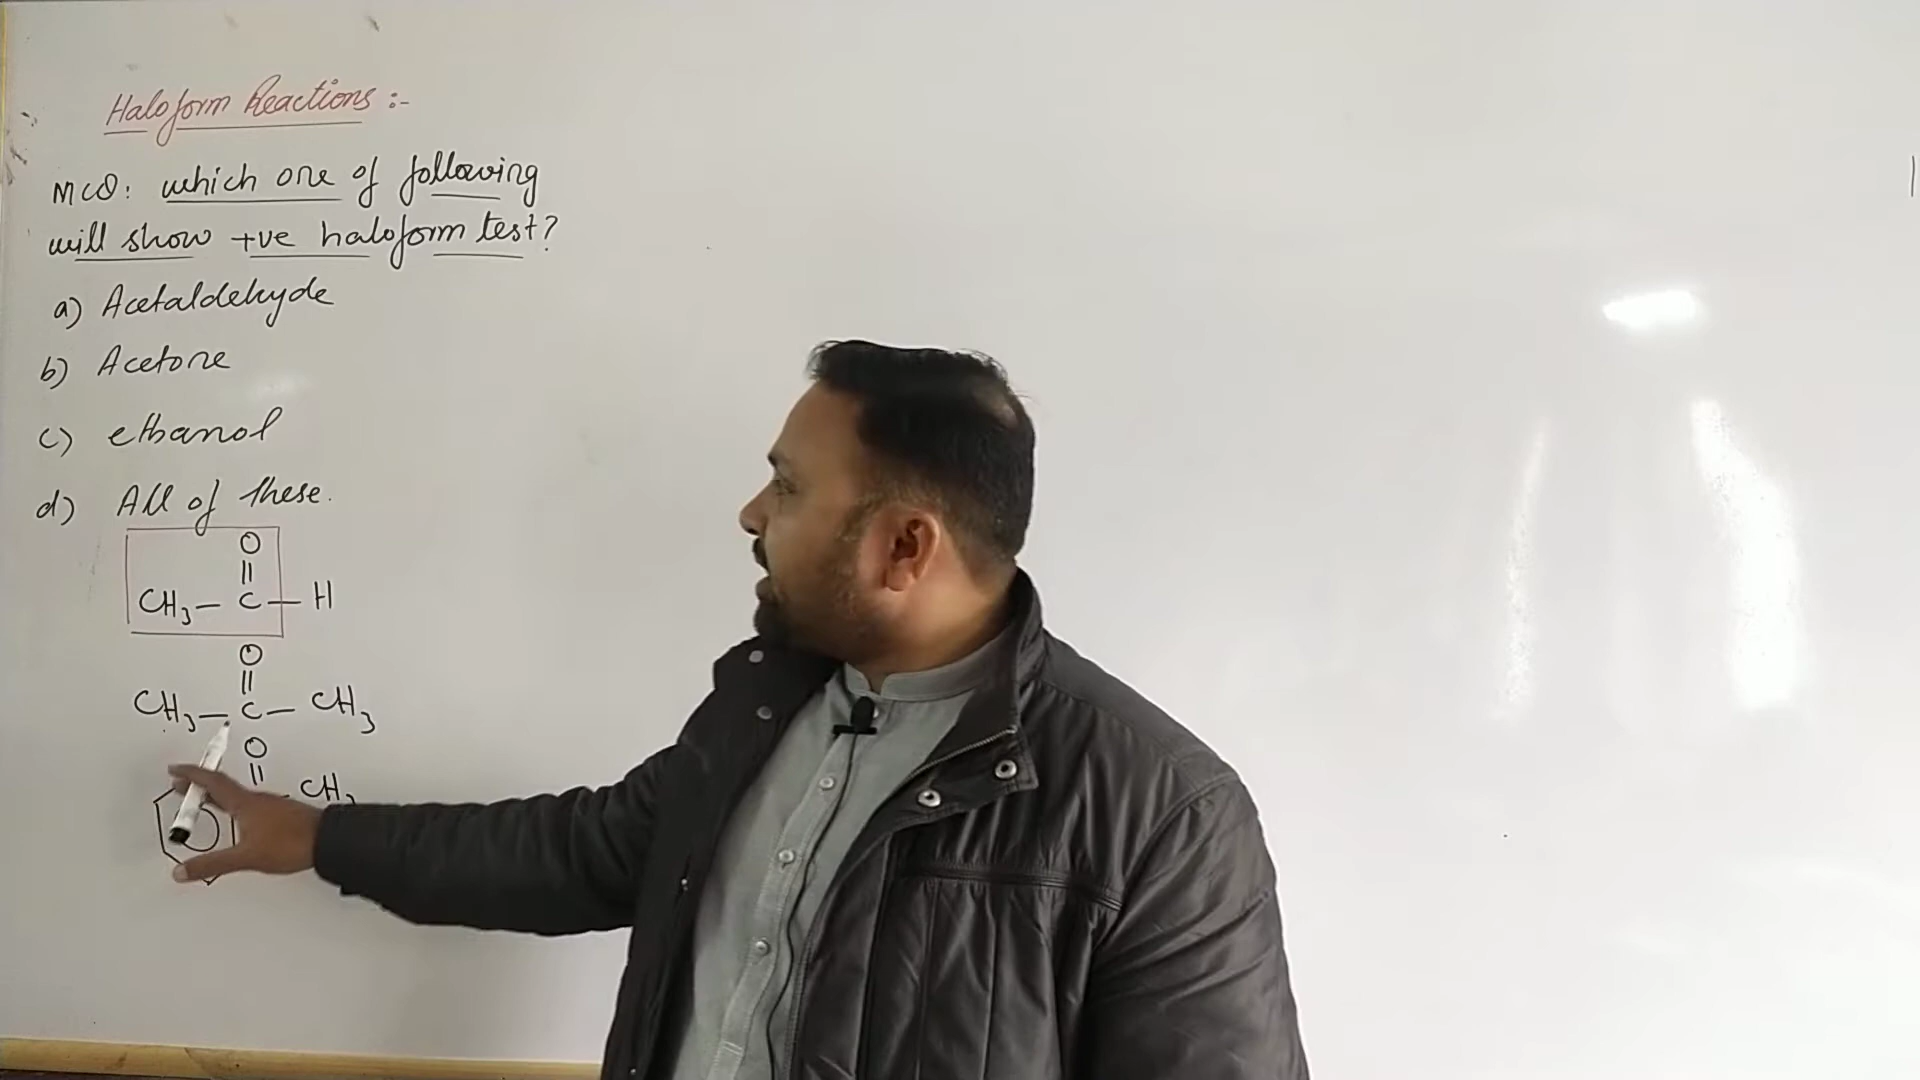 Haloform Reactions :-
MCQ: which one of following
will show +ve haloform test?
a) Acetaldehyde
b) Acetone
c) ethanol
d) All of these.
O
||
CH3 — C — H
O
||
CH3 — C — CH3
O
||
— CH3